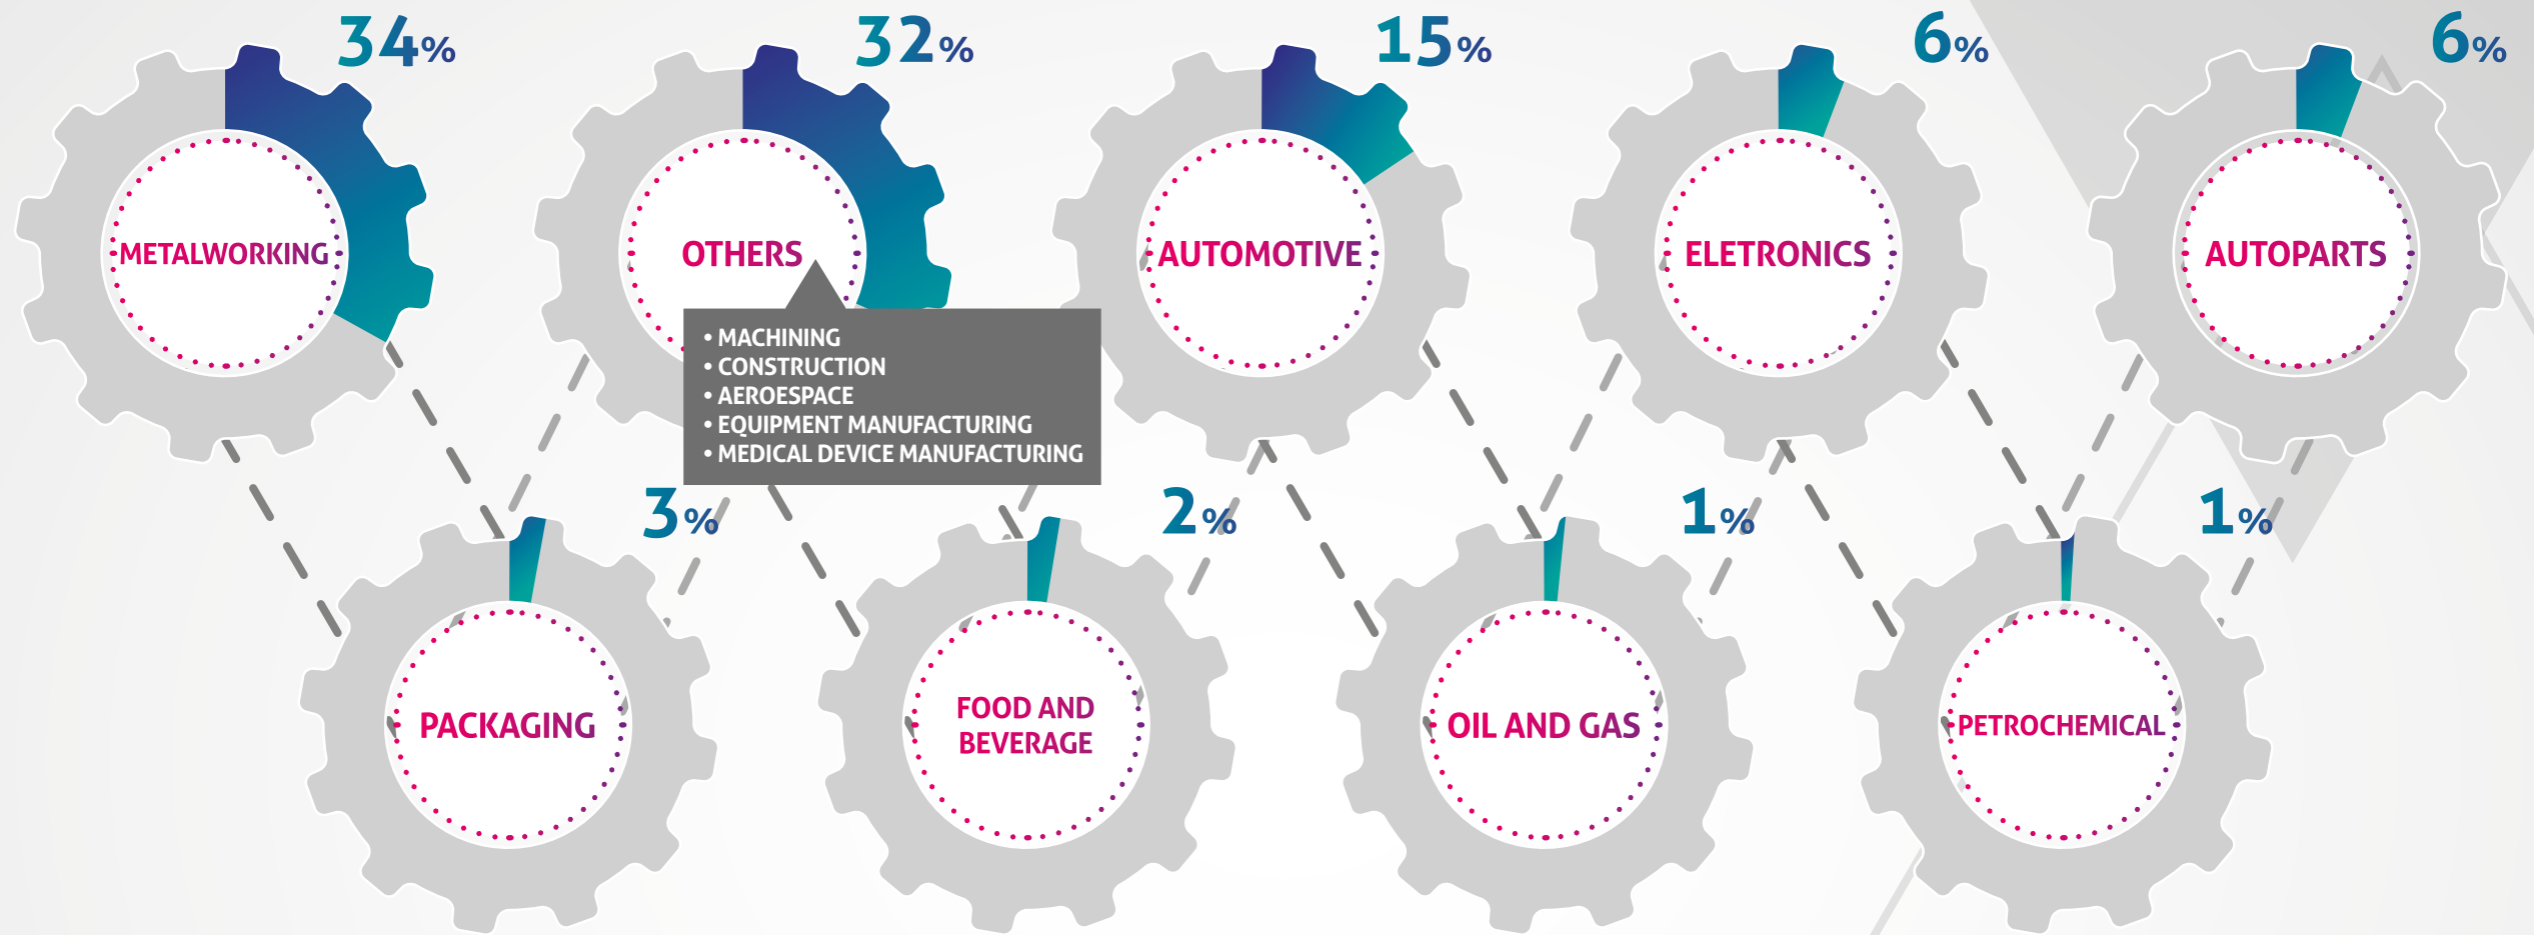 34%
METALWORKING
32%
OTHERS
• MACHINING
• CONSTRUCTION
• AEROESPACE
• EQUIPMENT MANUFACTURING
• MEDICAL DEVICE MANUFACTURING
15%
AUTOMOTIVE
6%
ELETRONICS
6%
AUTOPARTS
3%
PACKAGING
2%
FOOD AND
BEVERAGE
1%
OIL AND GAS
1%
PETROCHEMICAL